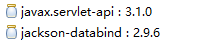 javax.servlet-api : 3.1.0
jackson-databind : 2.9.6